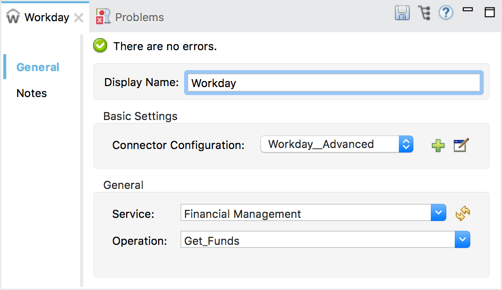 Workday
Problems
General
Notes
There are no errors.
Display Name: Workday
Basic Settings
Connector Configuration: Workday__Advanced
General
Service: Financial Management
Operation: Get_Funds